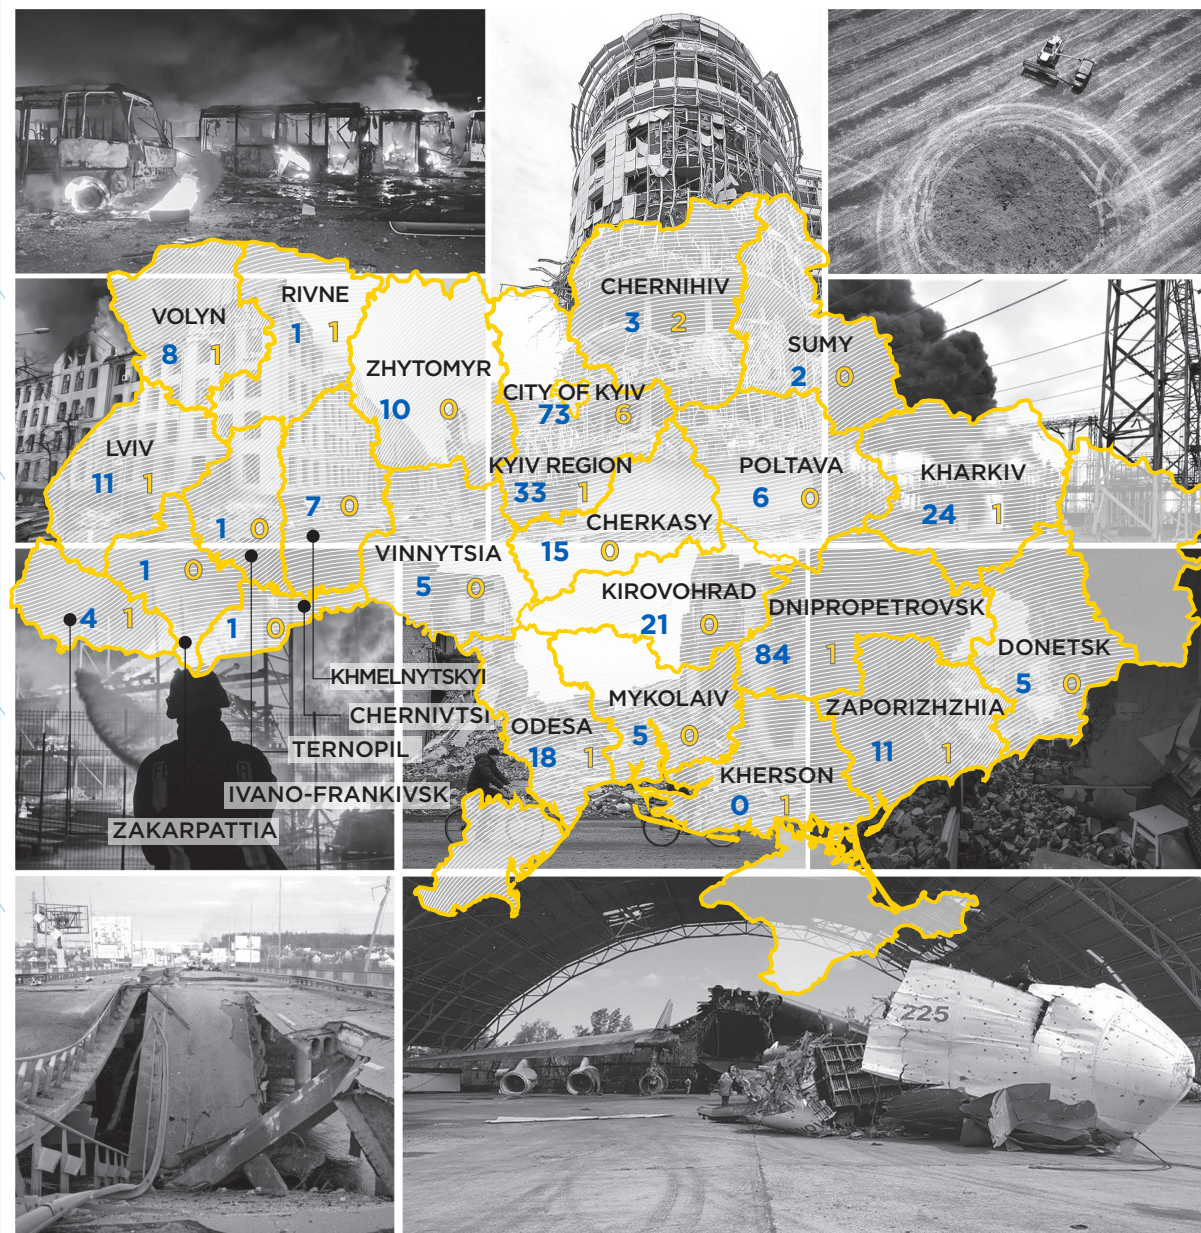 CHERNIHIV
3 2
RIVNE
1 1
VOLYN
8 1
SUMY
2 0
ZHYTOMYR
10 0
CITY OF KYIV
73 6
LVIV
11 1
KYIV REGION
33 1
POLTAVA
6 0
KHARKIV
24 1
7 0
1 0
CHERKASY
15 0
VINNYTSIA
5 0
1 0
KIROVOHRAD
21 0
DNIPROPETROVSK
84 1
4 1
1 0
DONETSK
5 0
KHMELNYTSKYI
MYKOLAIV
5 0
CHERNIVTSI
ZAPORIZHZHIA
11 1
ODESA
18 1
TERNOPIL
KHERSON
0 1
IVANO-FRANKIVSK
ZAKARPATTIA
225